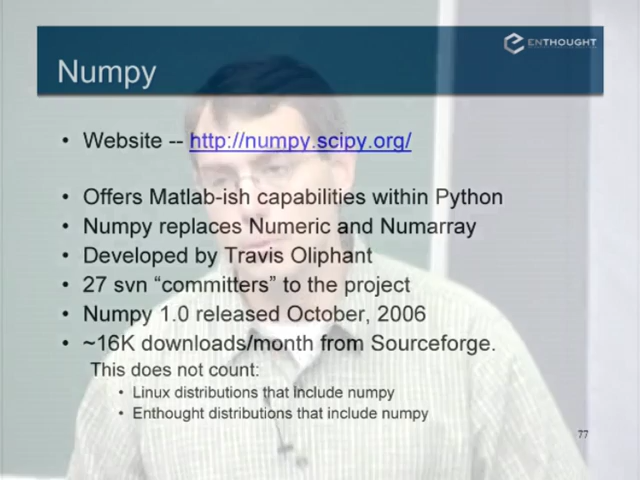 ENTHOUGHT
Numpy
• Website -- http://numpy.scipy.org/
• Offers Matlab-ish capabilities within Python
• Numpy replaces Numeric and Numarray
• Developed by Travis Oliphant
• 27 svn “committers” to the project
• Numpy 1.0 released October, 2006
• ~16K downloads/month from Sourceforge.
This does not count:
• Linux distributions that include numpy
• Enthought distributions that include numpy
77